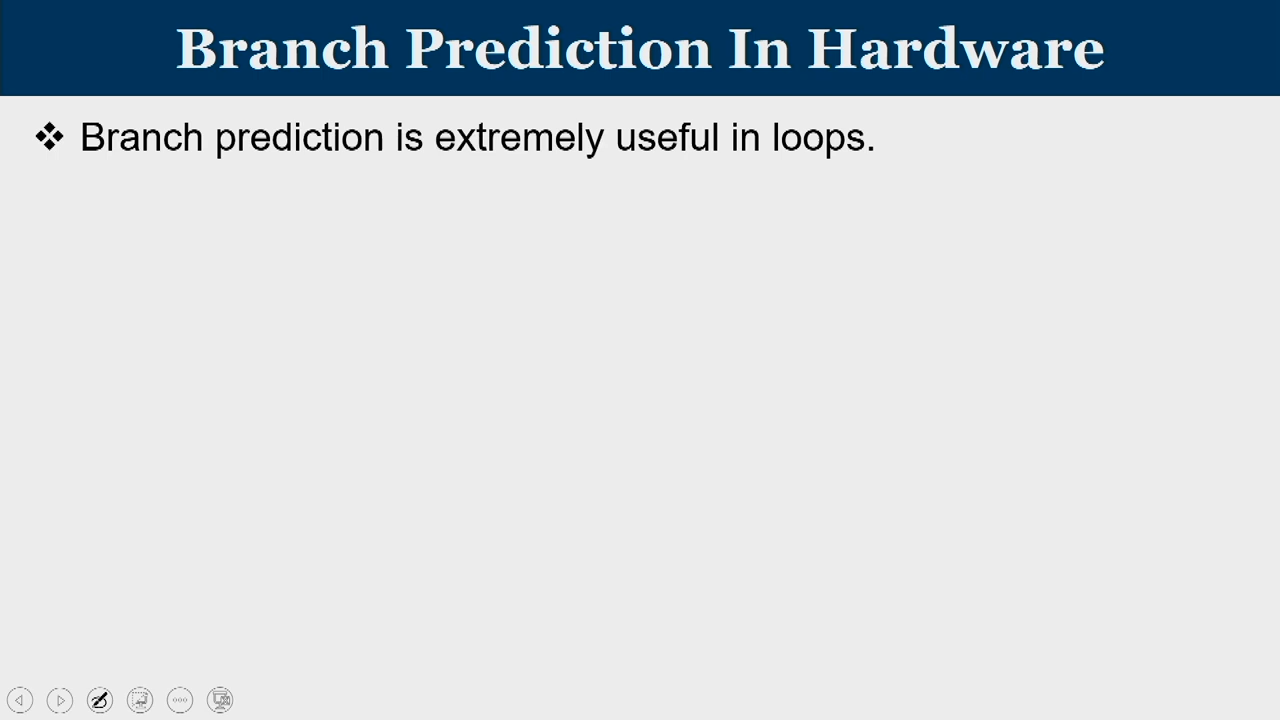 Branch Prediction In Hardware
❖ Branch prediction is extremely useful in loops.